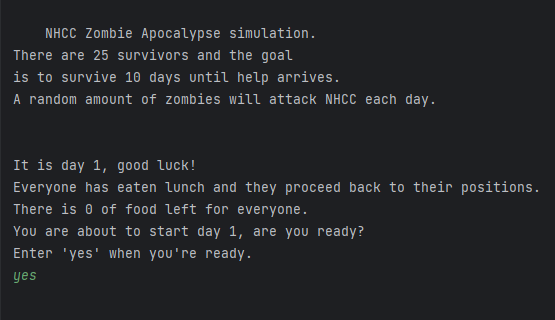 NHCC Zombie Apocalypse simulation.
There are 25 survivors and the goal
is to survive 10 days until help arrives.
A random amount of zombies will attack NHCC each day.
It is day 1, good luck!
Everyone has eaten lunch and they proceed back to their positions.
There is 0 of food left for everyone.
You are about to start day 1, are you ready?
Enter 'yes' when you're ready.
yes